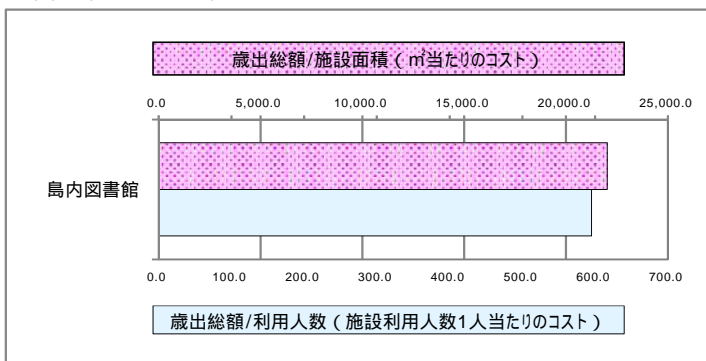 歳出総額/施設面積(㎡当たりのコスト)
0.0 5,000.0 10,000.0 15,000.0 20,000.0 25,000.0
島内図書館
0.0 100.0 200.0 300.0 400.0 500.0 600.0 700.0
歳出総額/利用人数(施設利用人数1人当たりのコスト)